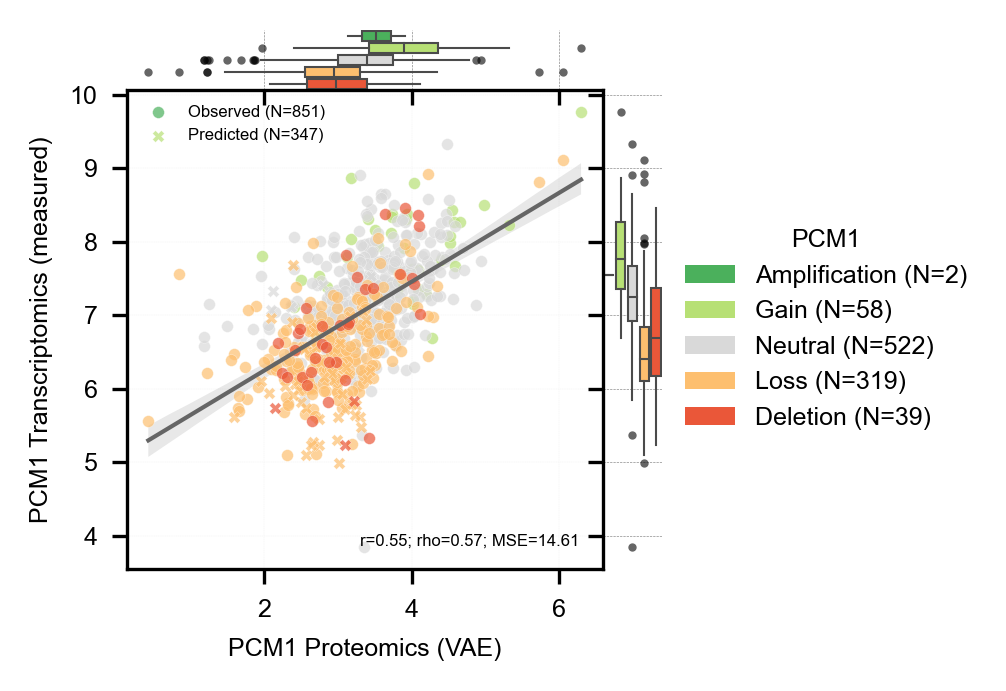 Observed (N=851)
Predicted (N=347)
10
9
8
7
6
5
4
PCM1 Transcriptomics (measured)
r=0.55; rho=0.57; MSE=14.61
2
4
6
PCM1 Proteomics (VAE)
PCM1
Amplification (N=2)
Gain (N=58)
Neutral (N=522)
Loss (N=319)
Deletion (N=39)